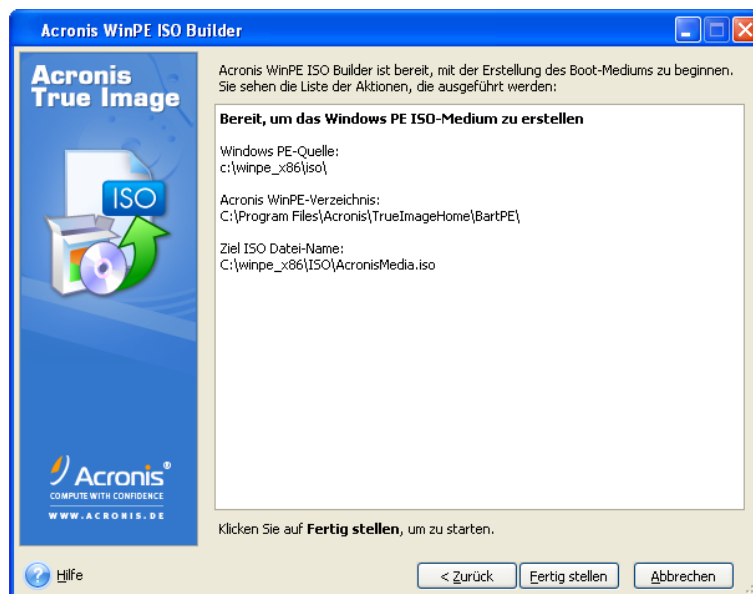 Acronis WinPE ISO Builder
Acronis
True Image
ISO
Acronis®
COMPUTE WITH CONFIDENCE
WWW.ACRONIS.DE
Acronis WinPE ISO Builder ist bereit, mit der Erstellung des Boot-Mediums zu beginnen.
Sie sehen die Liste der Aktionen, die ausgeführt werden:
Bereit, um das Windows PE ISO-Medium zu erstellen
Windows PE-Quelle:
c:\winpe_x86\iso\
Acronis WinPE-Verzeichnis:
C:\Program Files\Acronis\TrueImageHome\BartPE\
Ziel ISO Datei-Name:
C:\winpe_x86\ISO\AcronisMedia.iso
Klicken Sie auf Fertig stellen, um zu starten.
Hilfe
< Zurück
Fertig stellen
Abbrechen